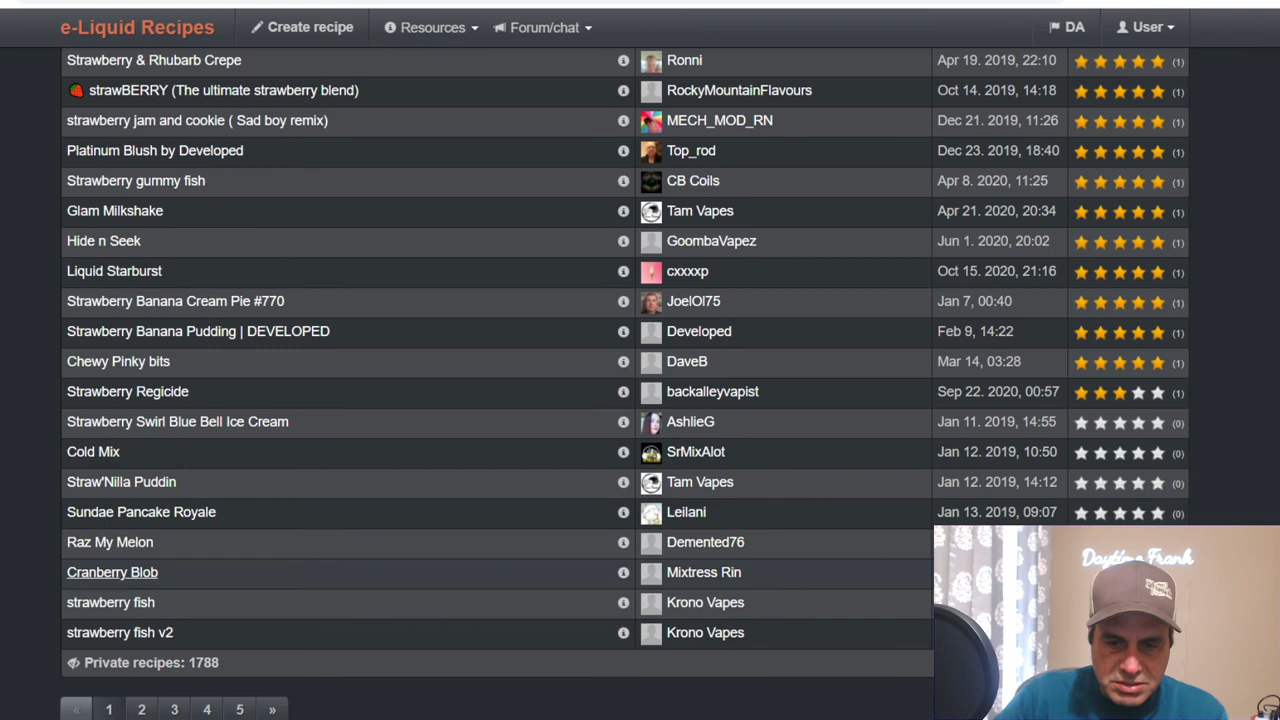 e-Liquid Recipes Create recipe Resources Forum/chat DA User
Strawberry & Rhubarb Crepe Ronni Apr 19. 2019, 22:10 (1)
strawBERRY (The ultimate strawberry blend) RockyMountainFlavours Oct 14. 2019, 14:18 (1)
strawberry jam and cookie ( Sad boy remix) MECH_MOD_RN Dec 21. 2019, 11:26 (1)
Platinum Blush by Developed Top_rod Dec 23. 2019, 18:40 (1)
Strawberry gummy fish CB Coils Apr 8. 2020, 11:25 (1)
Glam Milkshake Tam Vapes Apr 21. 2020, 20:34 (1)
Hide n Seek GoombaVapez Jun 1. 2020, 20:02 (1)
Liquid Starburst cxxxxp Oct 15. 2020, 21:16 (1)
Strawberry Banana Cream Pie #770 JoelOl75 Jan 7, 00:40 (1)
Strawberry Banana Pudding | DEVELOPED Developed Feb 9, 14:22 (1)
Chewy Pinky bits DaveB Mar 14, 03:28 (1)
Strawberry Regicide backalleyvapist Sep 22. 2020, 00:57 (1)
Strawberry Swirl Blue Bell Ice Cream AshlieG Jan 11. 2019, 14:55 (0)
Cold Mix SrMixAlot Jan 12. 2019, 10:50 (0)
Straw'Nilla Puddin Tam Vapes Jan 12. 2019, 14:12 (0)
Sundae Pancake Royale Leilani Jan 13. 2019, 09:07 (0)
Raz My Melon Demented76
Cranberry Blob Mixtress Rin
strawberry fish Krono Vapes
strawberry fish v2 Krono Vapes
Private recipes: 1788
« 1 2 3 4 5 »
Daytime Frank